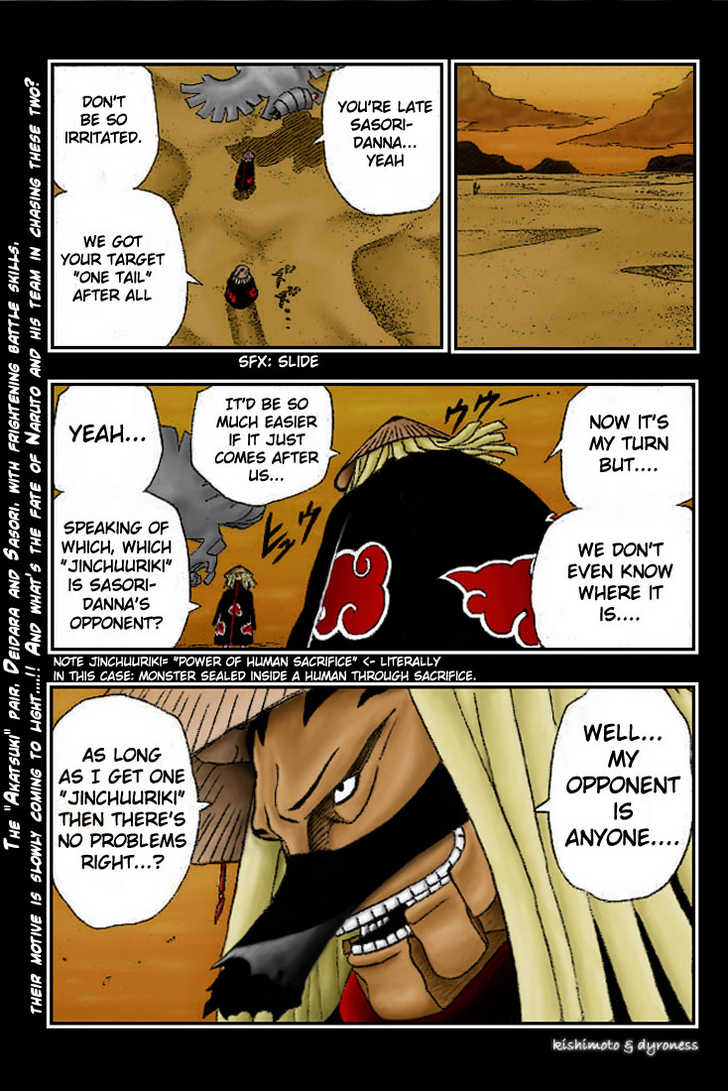 YOU'RE LATE
SASORI-
DANNA...
YEAH
DON'T
BE SO
IRRITATED.
WE GOT
YOUR TARGET
"ONE TAIL"
AFTER ALL
SFX: SLIDE
NOW IT'S
MY TURN
BUT....
WE DON'T
EVEN KNOW
WHERE IT
IS....
IT'D BE SO
MUCH EASIER
IF IT JUST
COMES AFTER
US...
YEAH...
SPEAKING OF
WHICH, WHICH
"JINCHUURIKI"
IS SASORI-
DANNA'S
OPPONENT?
ウウー
ヒュウ
NOTE JINCHUURIKI= "POWER OF HUMAN SACRIFICE" <- LITERALLY
IN THIS CASE: MONSTER SEALED INSIDE A HUMAN THROUGH SACRIFICE.
WELL...
MY
OPPONENT
IS
ANYONE....
AS LONG
AS I GET ONE
"JINCHUURIKI"
THEN THERE'S
NO PROBLEMS
RIGHT...?
THE "AKATSUKI" PAIR, DEIDARA AND SASORI, WITH FRIGHTENING BATTLE SKILLS.
THEIR MOTIVE IS SLOWLY COMING TO LIGHT.....!! AND WHAT'S THE FATE OF NARUTO AND HIS TEAM IN CHASING THESE TWO?
kishimoto & dyroness